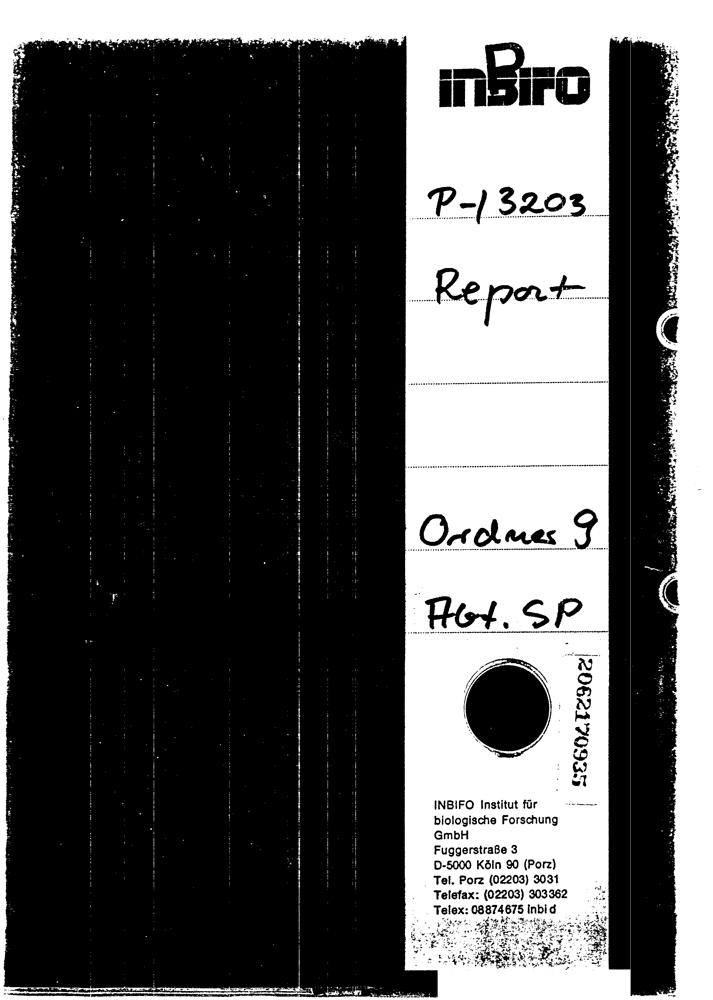 INBIFO
P-13203
Report
Ordner 9
Abt. SP
2062170935
INBIFO Institut für
biologische Forschung
GmbH
Fuggerstraße 3
D-5000 Köln 90 (Porz)
Tel. Porz (02203) 3031
Telefax: (02203) 303362
Telex: 08874675 inbi d